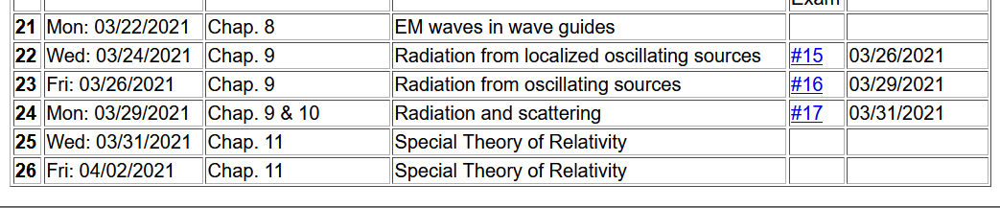 Exam
21 Mon: 03/22/2021 Chap. 8 EM waves in wave guides
22 Wed: 03/24/2021 Chap. 9 Radiation from localized oscillating sources #15 03/26/2021
23 Fri: 03/26/2021 Chap. 9 Radiation from oscillating sources #16 03/29/2021
24 Mon: 03/29/2021 Chap. 9 & 10 Radiation and scattering #17 03/31/2021
25 Wed: 03/31/2021 Chap. 11 Special Theory of Relativity
26 Fri: 04/02/2021 Chap. 11 Special Theory of Relativity